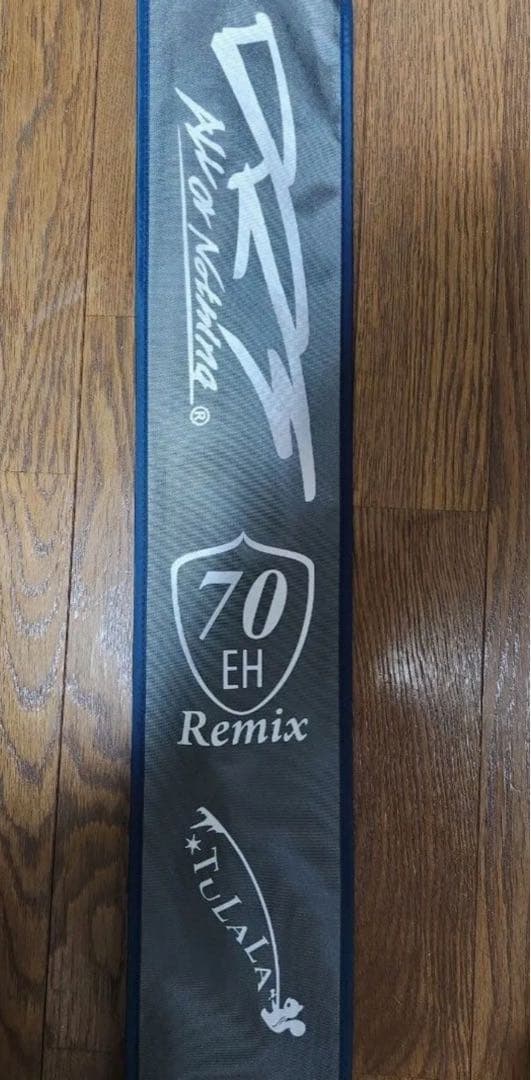 All or Nothing®
70
EH
Remix
TULALA